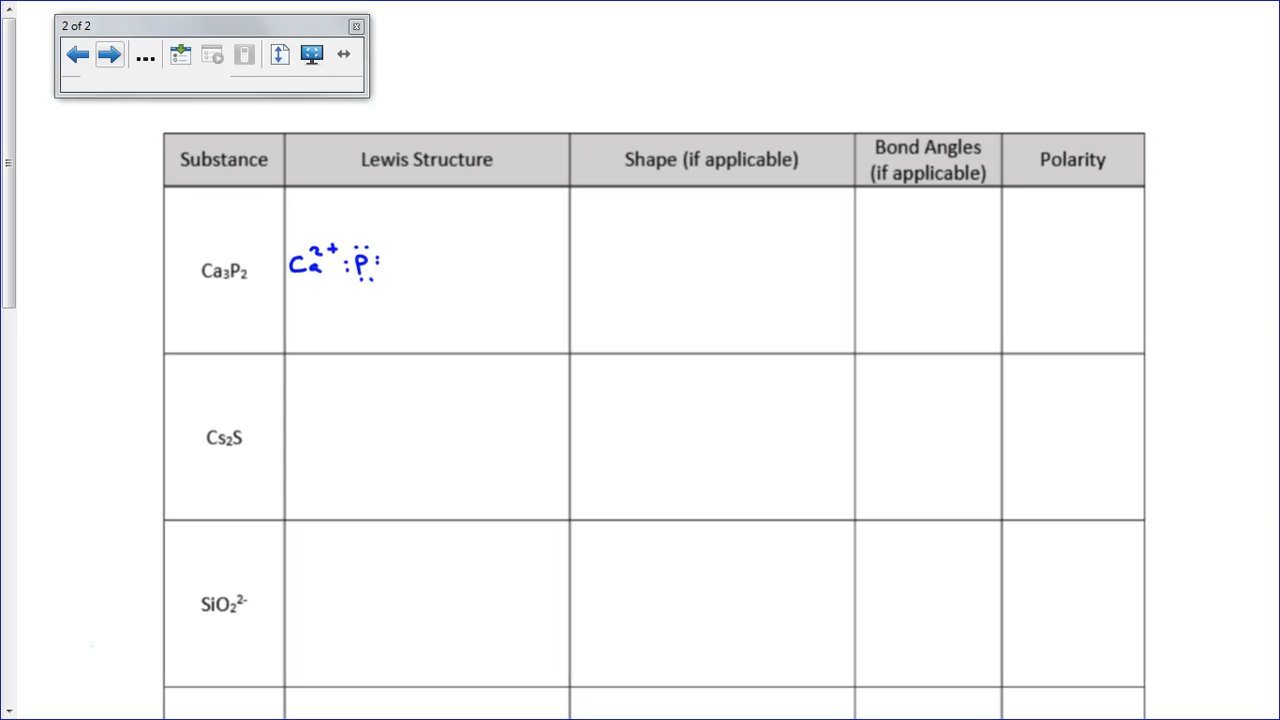 2 of 2
...
Substance
Lewis Structure
Shape (if applicable)
Bond Angles
(if applicable)
Polarity
Ca₃P₂
Ca²⁺ :P̤̈:
Cs₂S
SiO₂²⁻